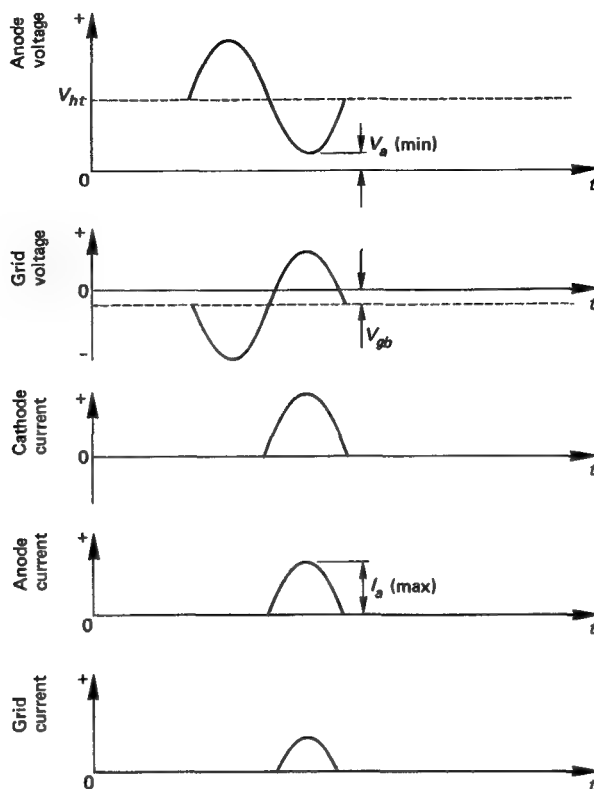 Anode voltage
+
V_ht
V_a (min)
0
t
Grid voltage
+
0
t
V_gb
-
Cathode current
+
0
t
Anode current
+
I_a (max)
0
t
Grid current
+
0
t